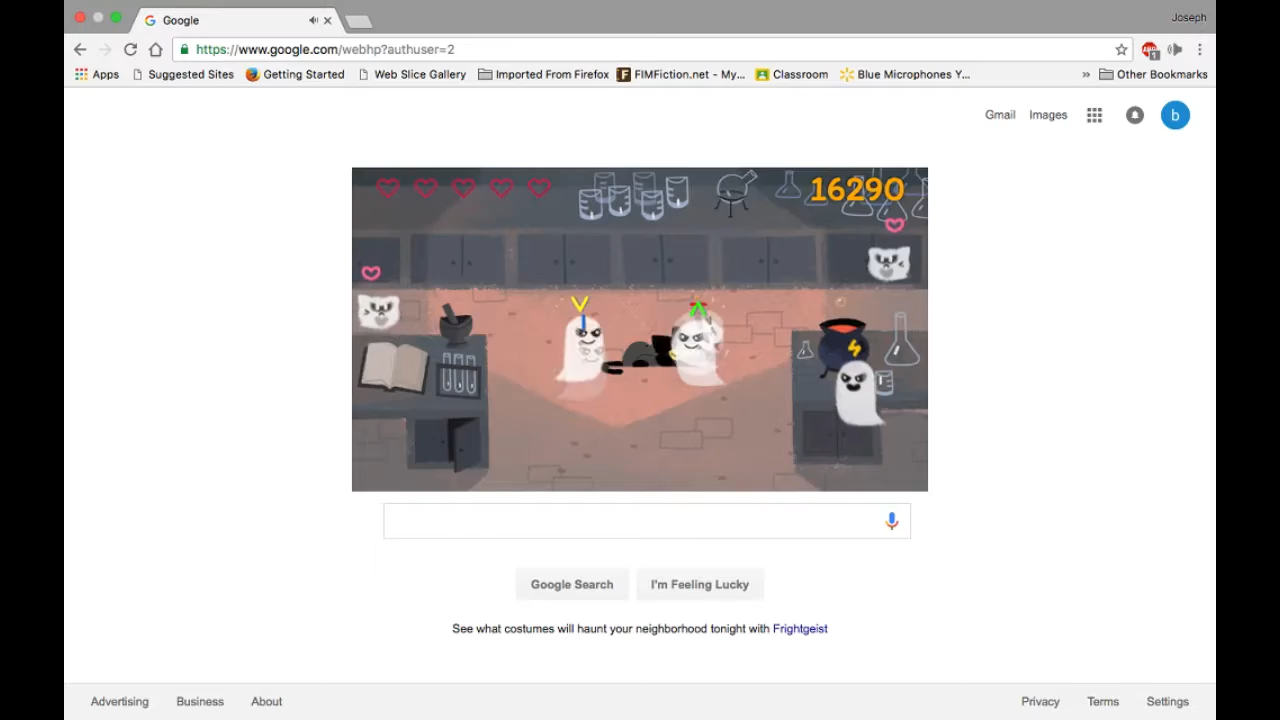 Google
Joseph
https://www.google.com/webhp?authuser=2
1
Apps Suggested Sites Getting Started Web Slice Gallery Imported From Firefox FIMFiction.net - My... Classroom Blue Microphones Y... » Other Bookmarks
Gmail Images b
16290
Google Search I'm Feeling Lucky
See what costumes will haunt your neighborhood tonight with Frightgeist
Advertising Business About Privacy Terms Settings